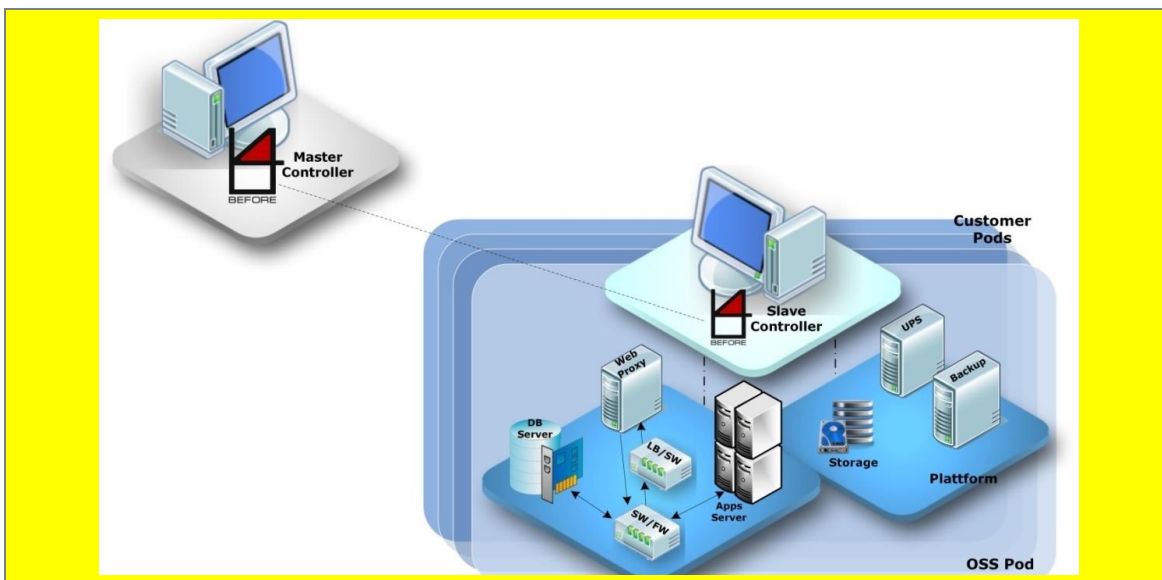 Master
Controller
BEFORE
Customer
Pods
Slave
Controller
BEFORE
UPS
Web
Proxy
Backup
DB
Server
LB/SW
Storage
Plattform
Apps
Server
SW/FW
OSS Pod